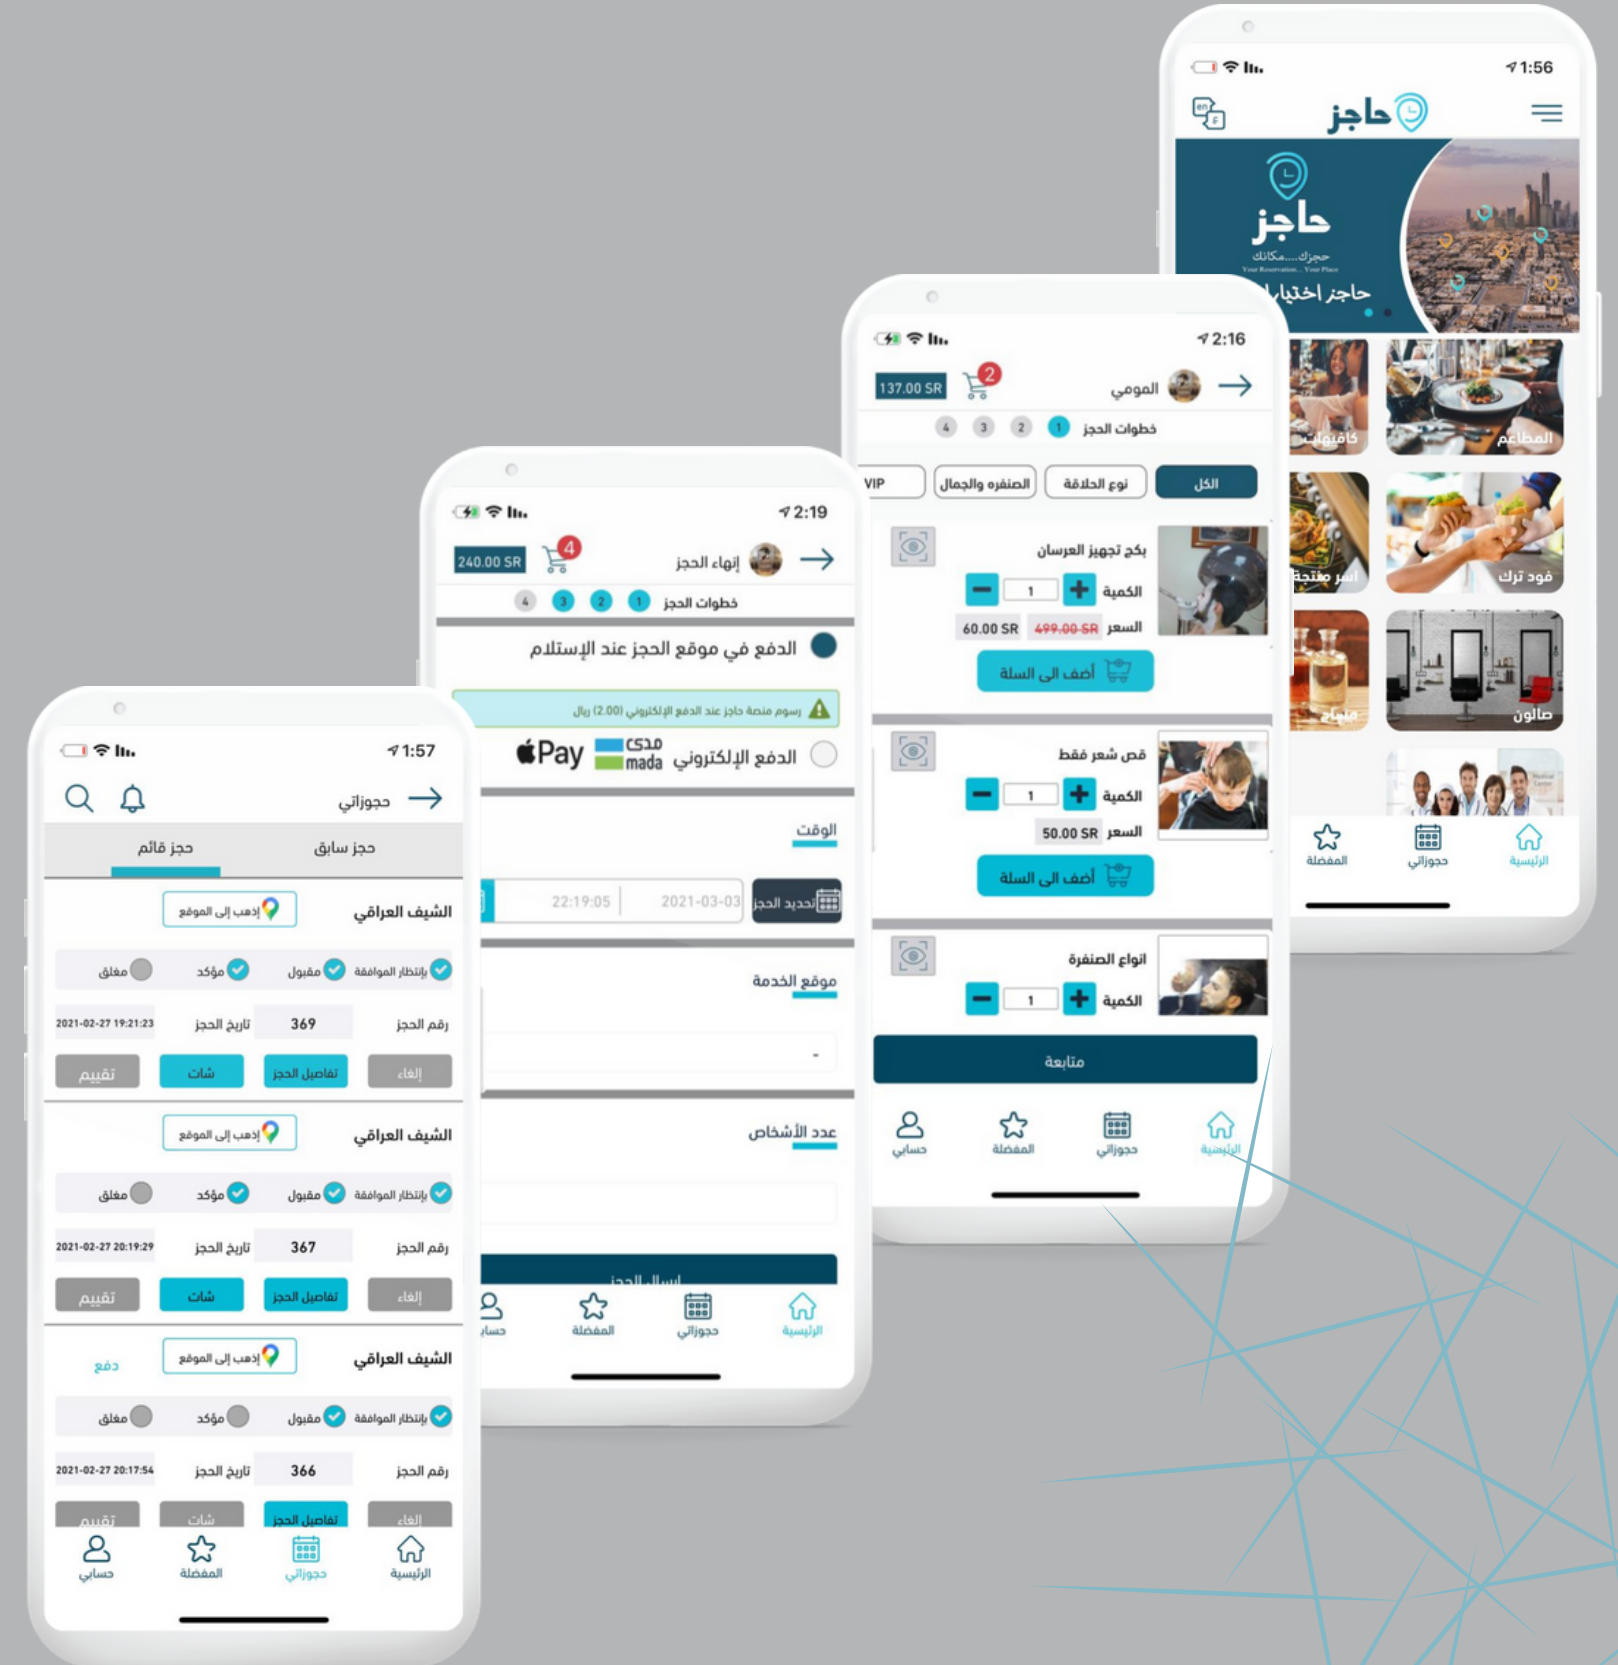 1:56
en
ع
حاجز
حاجز
حجزك....مكانك
Your Reservation... Your Place
حاجز اختيار
المطاعم
كافيهات
فود ترك
اسر منتجة
صالون
Medical Center
الرئيسية
حجوزاتي
المفضلة
2:16
المومي
2
137.00 SR
خطوات الحجز 1 2 3 4
الكل
نوع الحلاقة
الصنفره والجمال
VIP
بكج تجهيز العرسان
الكمية + 1 -
السعر 499.00 SR 60.00 SR
أضف الى السلة
قص شعر فقط
الكمية + 1 -
السعر 50.00 SR
أضف الى السلة
انواع الصنفرة
الكمية + 1 -
متابعة
الرئيسية
حجوزاتي
المفضلة
حسابي
2:19
إنهاء الحجز
4
240.00 SR
خطوات الحجز 1 2 3 4
الدفع في موقع الحجز عند الإستلام
رسوم منصة حاجز عند الدفع الإلكتروني (2.00) ريال
الدفع الإلكتروني مدى mada Pay
الوقت
تحديد الحجز 2021-03-03 22:19:05
موقع الخدمة
-
عدد الأشخاص
ارسال الحجز
الرئيسية
حجوزاتي
المفضلة
1:57
حجوزاتي
حجز سابق
حجز قائم
الشيف العراقي
إذهب إلى الموقع
بإنتظار الموافقة مقبول مؤكد مغلق
رقم الحجز 369 تاريخ الحجز 2021-02-27 19:21:23
إلغاء تفاصيل الحجز شات تقييم
الشيف العراقي
إذهب إلى الموقع
بإنتظار الموافقة مقبول مؤكد مغلق
رقم الحجز 367 تاريخ الحجز 2021-02-27 20:19:29
إلغاء تفاصيل الحجز شات تقييم
الشيف العراقي
إذهب إلى الموقع
دفع
بإنتظار الموافقة مقبول مؤكد مغلق
رقم الحجز 366 تاريخ الحجز 2021-02-27 20:17:54
إلغاء تفاصيل الحجز شات تقييم
الرئيسية
حجوزاتي
المفضلة
حسابي